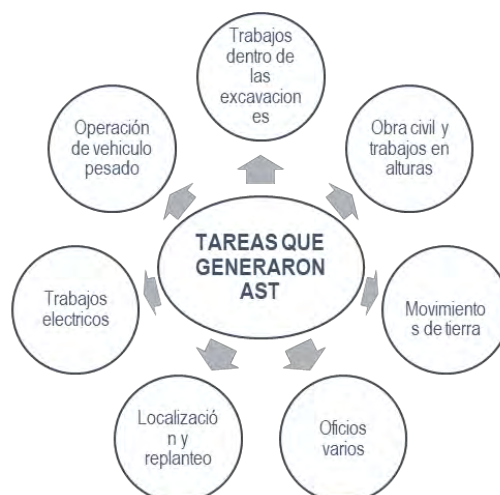 Trabajos
dentro de
las
excavacion
es
Obra civil y
trabajos en
alturas
Movimiento
s de tierra
Oficios
varios
Localizació
n y
replanteo
Trabajos
electricos
Operación
de vehiculo
pesado
TAREAS QUE
GENERARON
AST